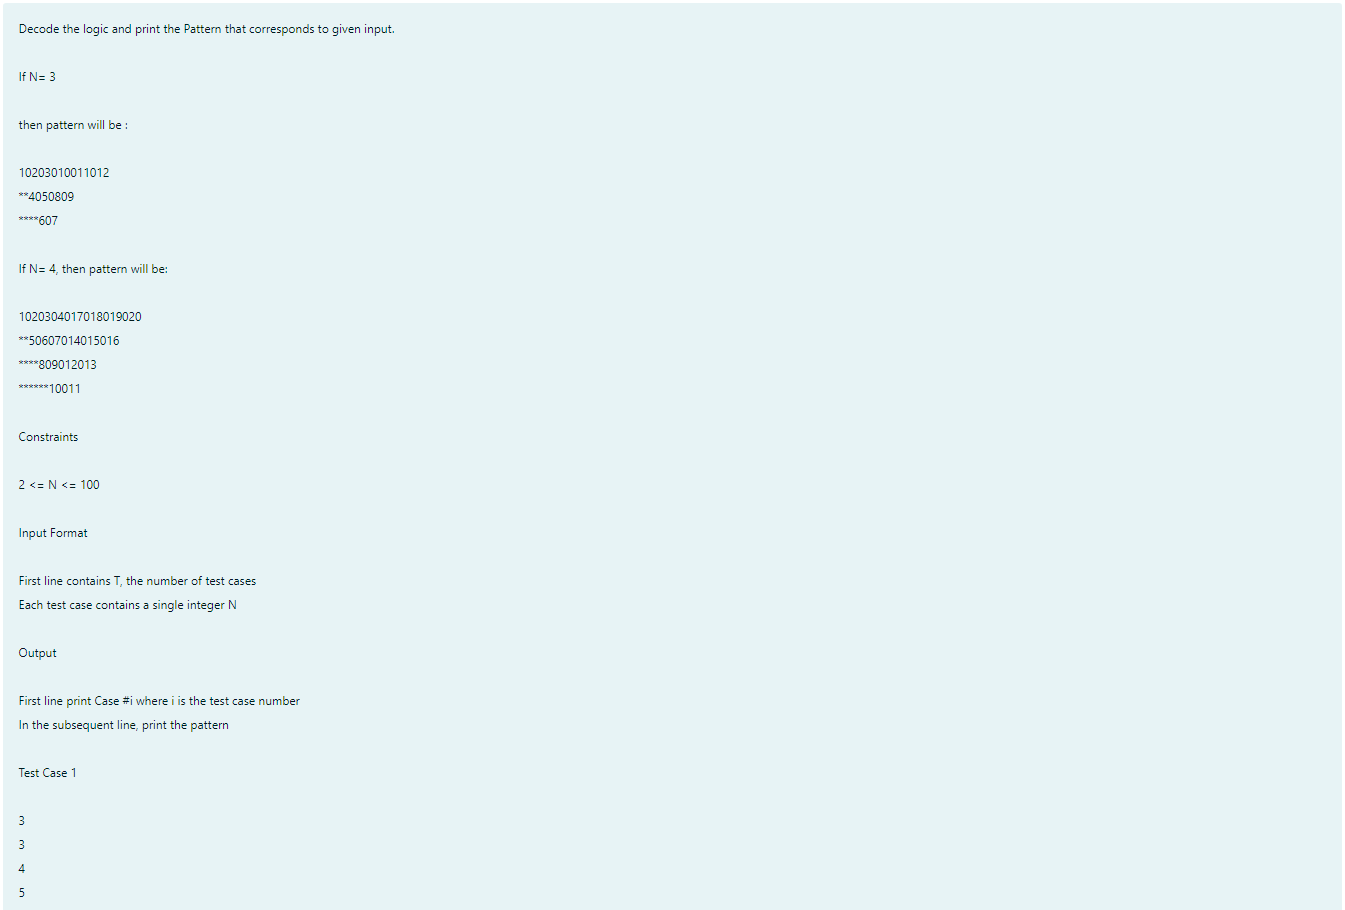 Decode the logic and print the Pattern that corresponds to given input.
If N= 3
then pattern will be :
10203010011012
**4050809
****607
If N= 4, then pattern will be:
1020304017018019020
**50607014015016
****809012013
******10011
Constraints
2 <= N <= 100
Input Format
First line contains T, the number of test cases
Each test case contains a single integer N
Output
First line print Case #i where i is the test case number
In the subsequent line, print the pattern
Test Case 1
3
3
4
5